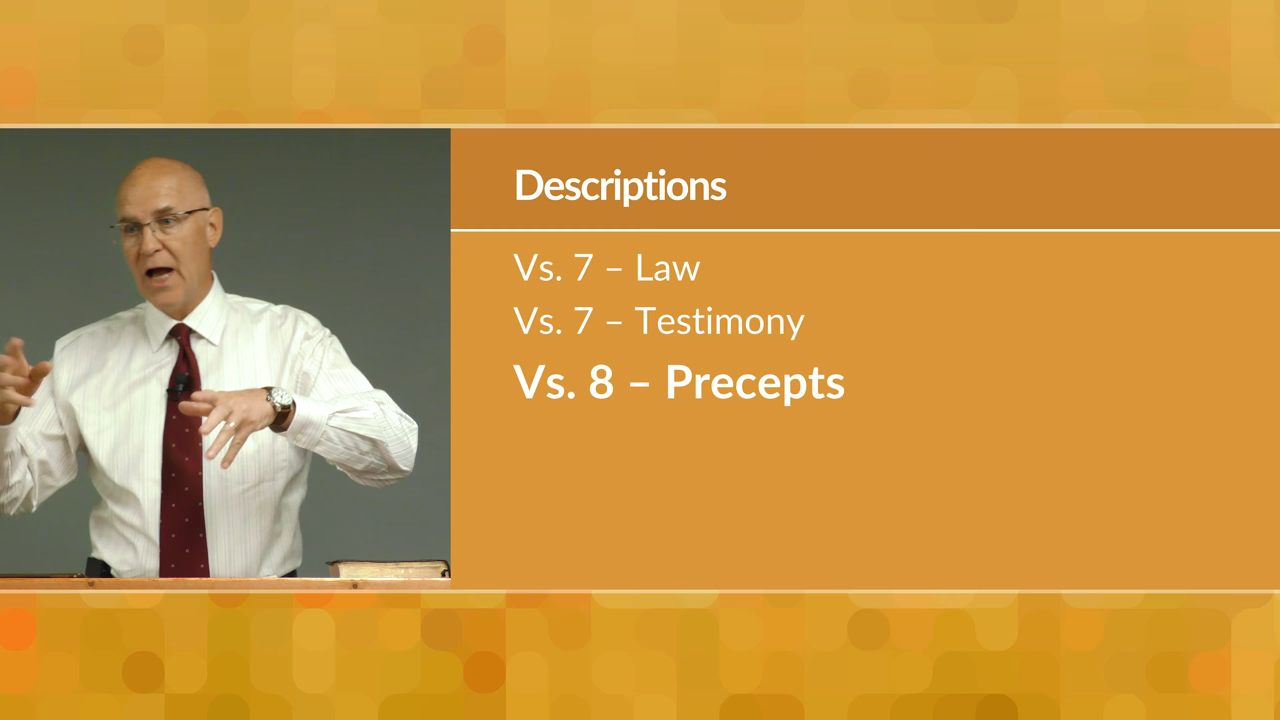 Descriptions
Vs. 7 – Law
Vs. 7 – Testimony
Vs. 8 – Precepts